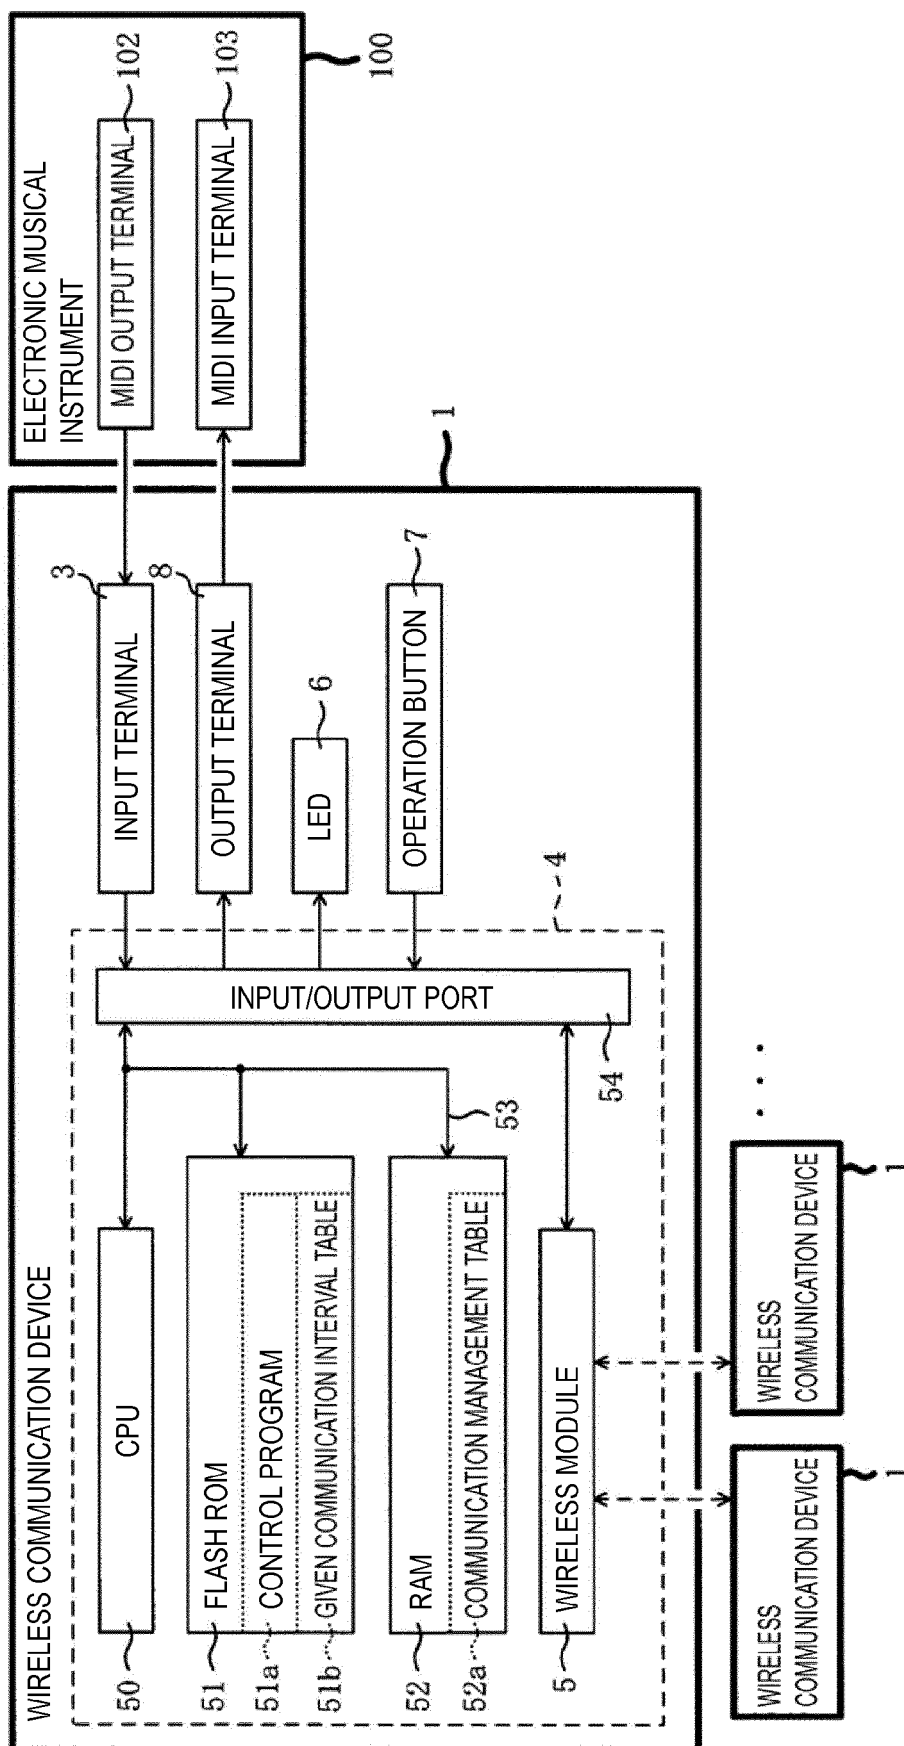 WIRELESS COMMUNICATION DEVICE
50
CPU
51
FLASH ROM
51a
CONTROL PROGRAM
51b
GIVEN COMMUNICATION INTERVAL TABLE
52
RAM
52a
COMMUNICATION MANAGEMENT TABLE
5
WIRELESS MODULE
53
INPUT/OUTPUT PORT
54
4
INPUT TERMINAL
3
OUTPUT TERMINAL
8
LED
6
OPERATION BUTTON
7
1
ELECTRONIC MUSICAL
INSTRUMENT
MIDI OUTPUT TERMINAL
102
MIDI INPUT TERMINAL
103
100
WIRELESS
COMMUNICATION DEVICE
1
WIRELESS
COMMUNICATION DEVICE
1
. . .